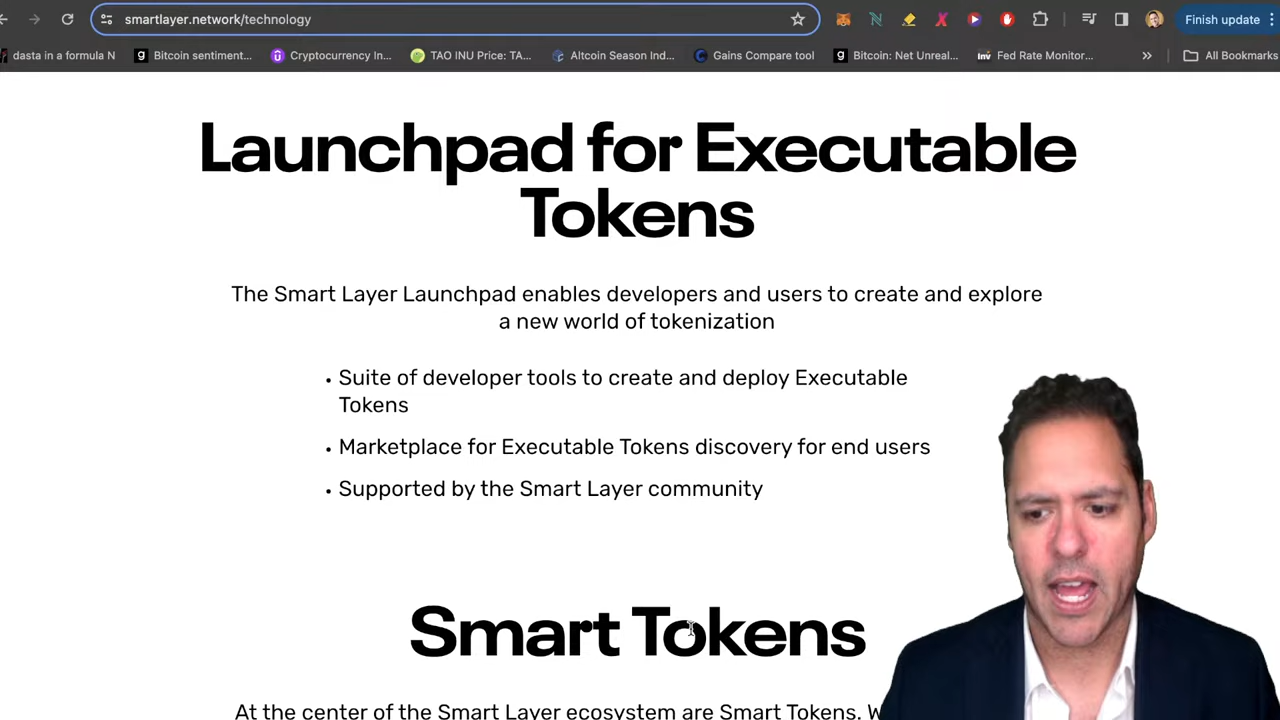 smartlayer.network/technology
Finish update
dasta in a formula N
Bitcoin sentiment...
Cryptocurrency In...
TAO INU Price: TA...
Altcoin Season Ind...
Gains Compare tool
Bitcoin: Net Unreal...
Inv Fed Rate Monitor...
All Bookmarks
Launchpad for Executable
Tokens
The Smart Layer Launchpad enables developers and users to create and explore
a new world of tokenization
• Suite of developer tools to create and deploy Executable
Tokens
• Marketplace for Executable Tokens discovery for end users
• Supported by the Smart Layer community
Smart Tokens
At the center of the Smart Layer ecosystem are Smart Tokens. W